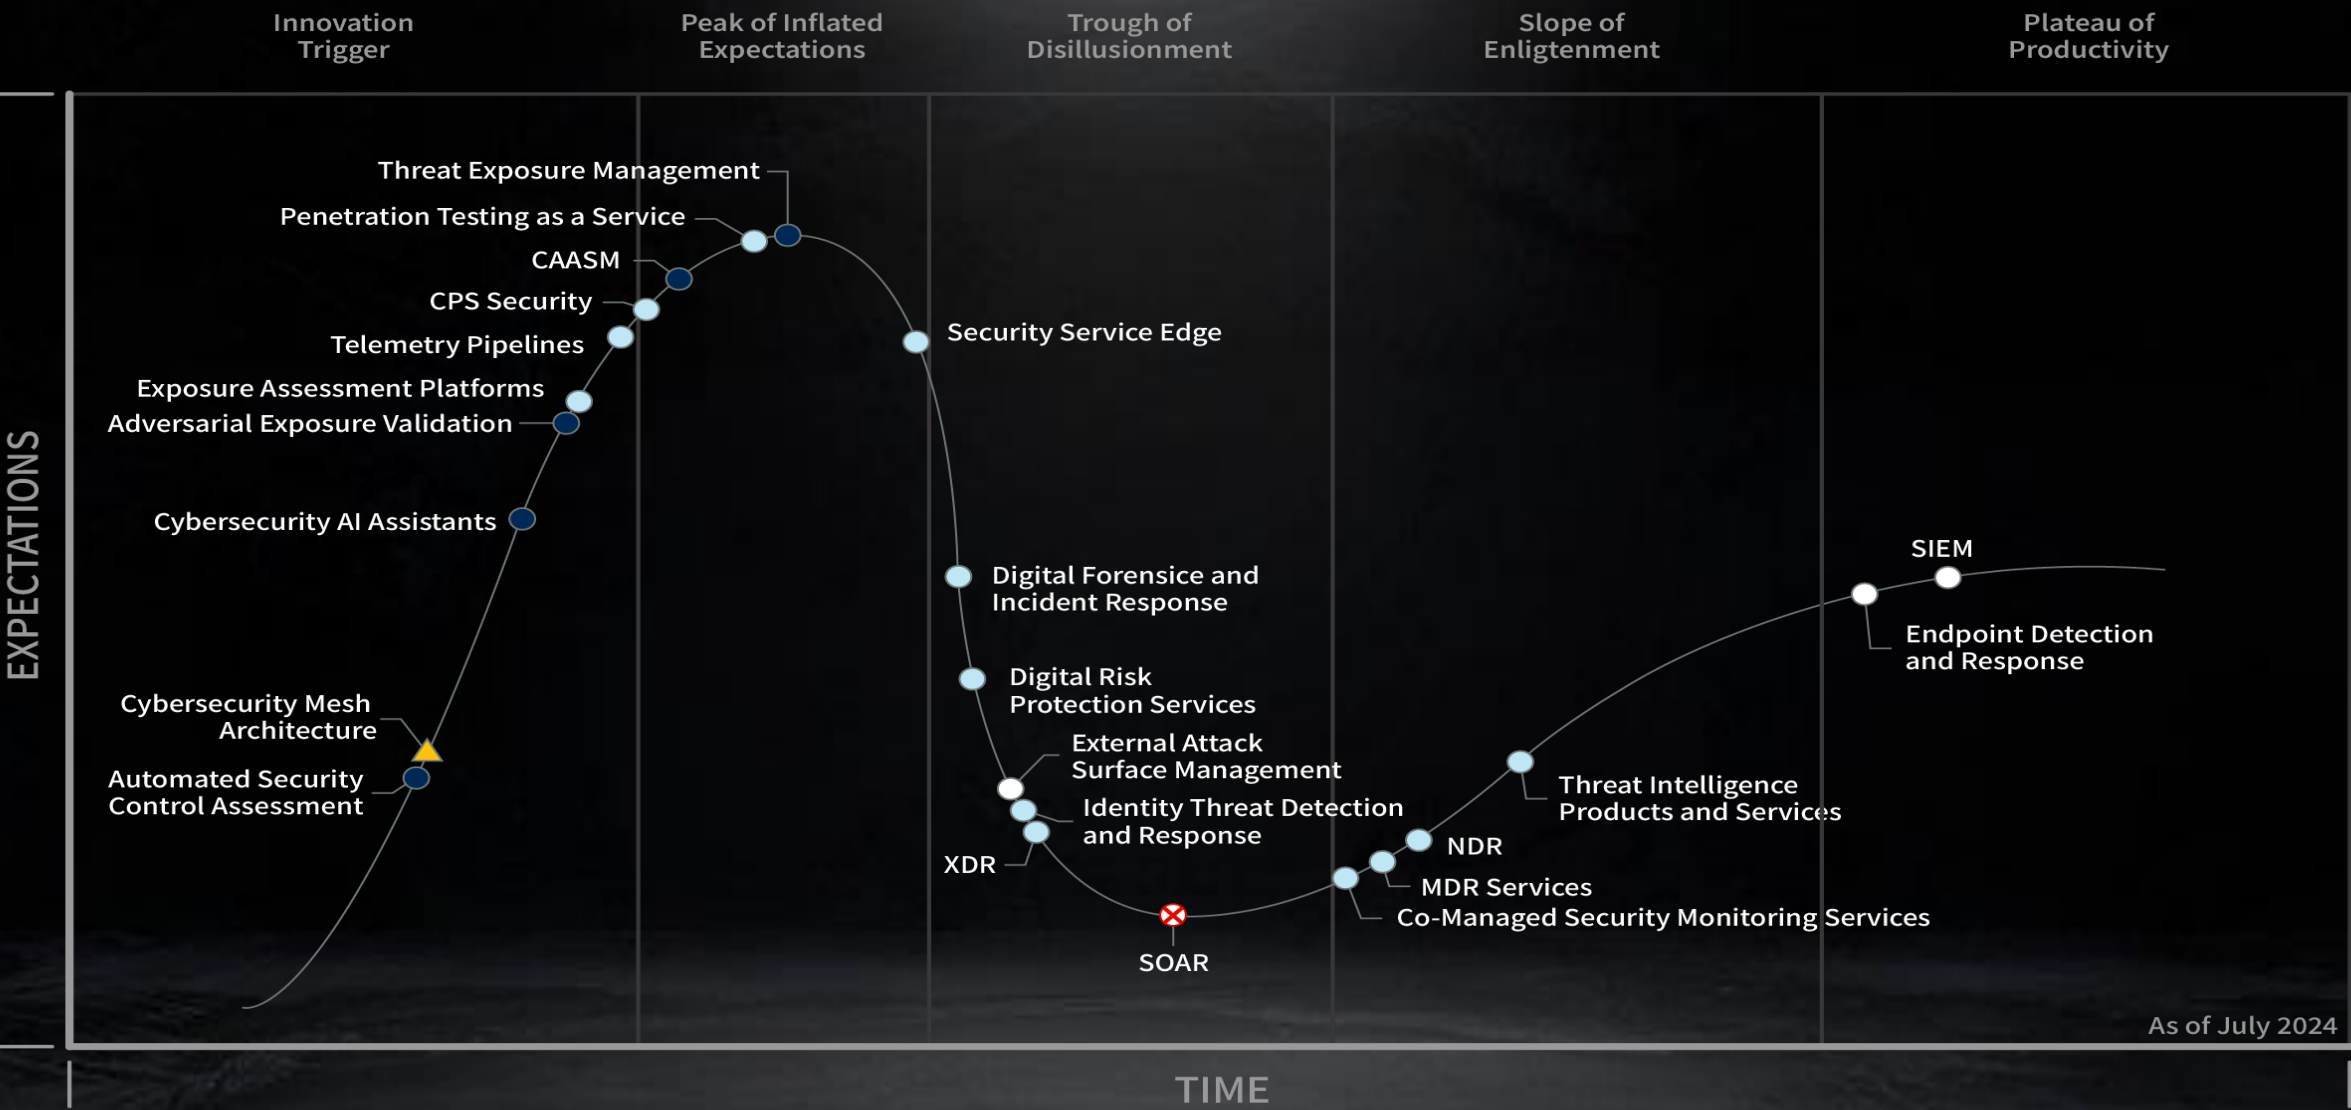 Innovation
Trigger
Peak of Inflated
Expectations
Trough of
Disillusionment
Slope of
Enligtenment
Plateau of
Productivity
EXPECTATIONS
Threat Exposure Management
Penetration Testing as a Service
CAASM
CPS Security
Telemetry Pipelines
Exposure Assessment Platforms
Adversarial Exposure Validation
Cybersecurity AI Assistants
Cybersecurity Mesh
Architecture
Automated Security
Control Assessment
Security Service Edge
Digital Forensice and
Incident Response
Digital Risk
Protection Services
External Attack
Surface Management
Identity Threat Detection
and Response
XDR
SOAR
NDR
MDR Services
Co-Managed Security Monitoring Services
Threat Intelligence
Products and Services
SIEM
Endpoint Detection
and Response
As of July 2024
TIME